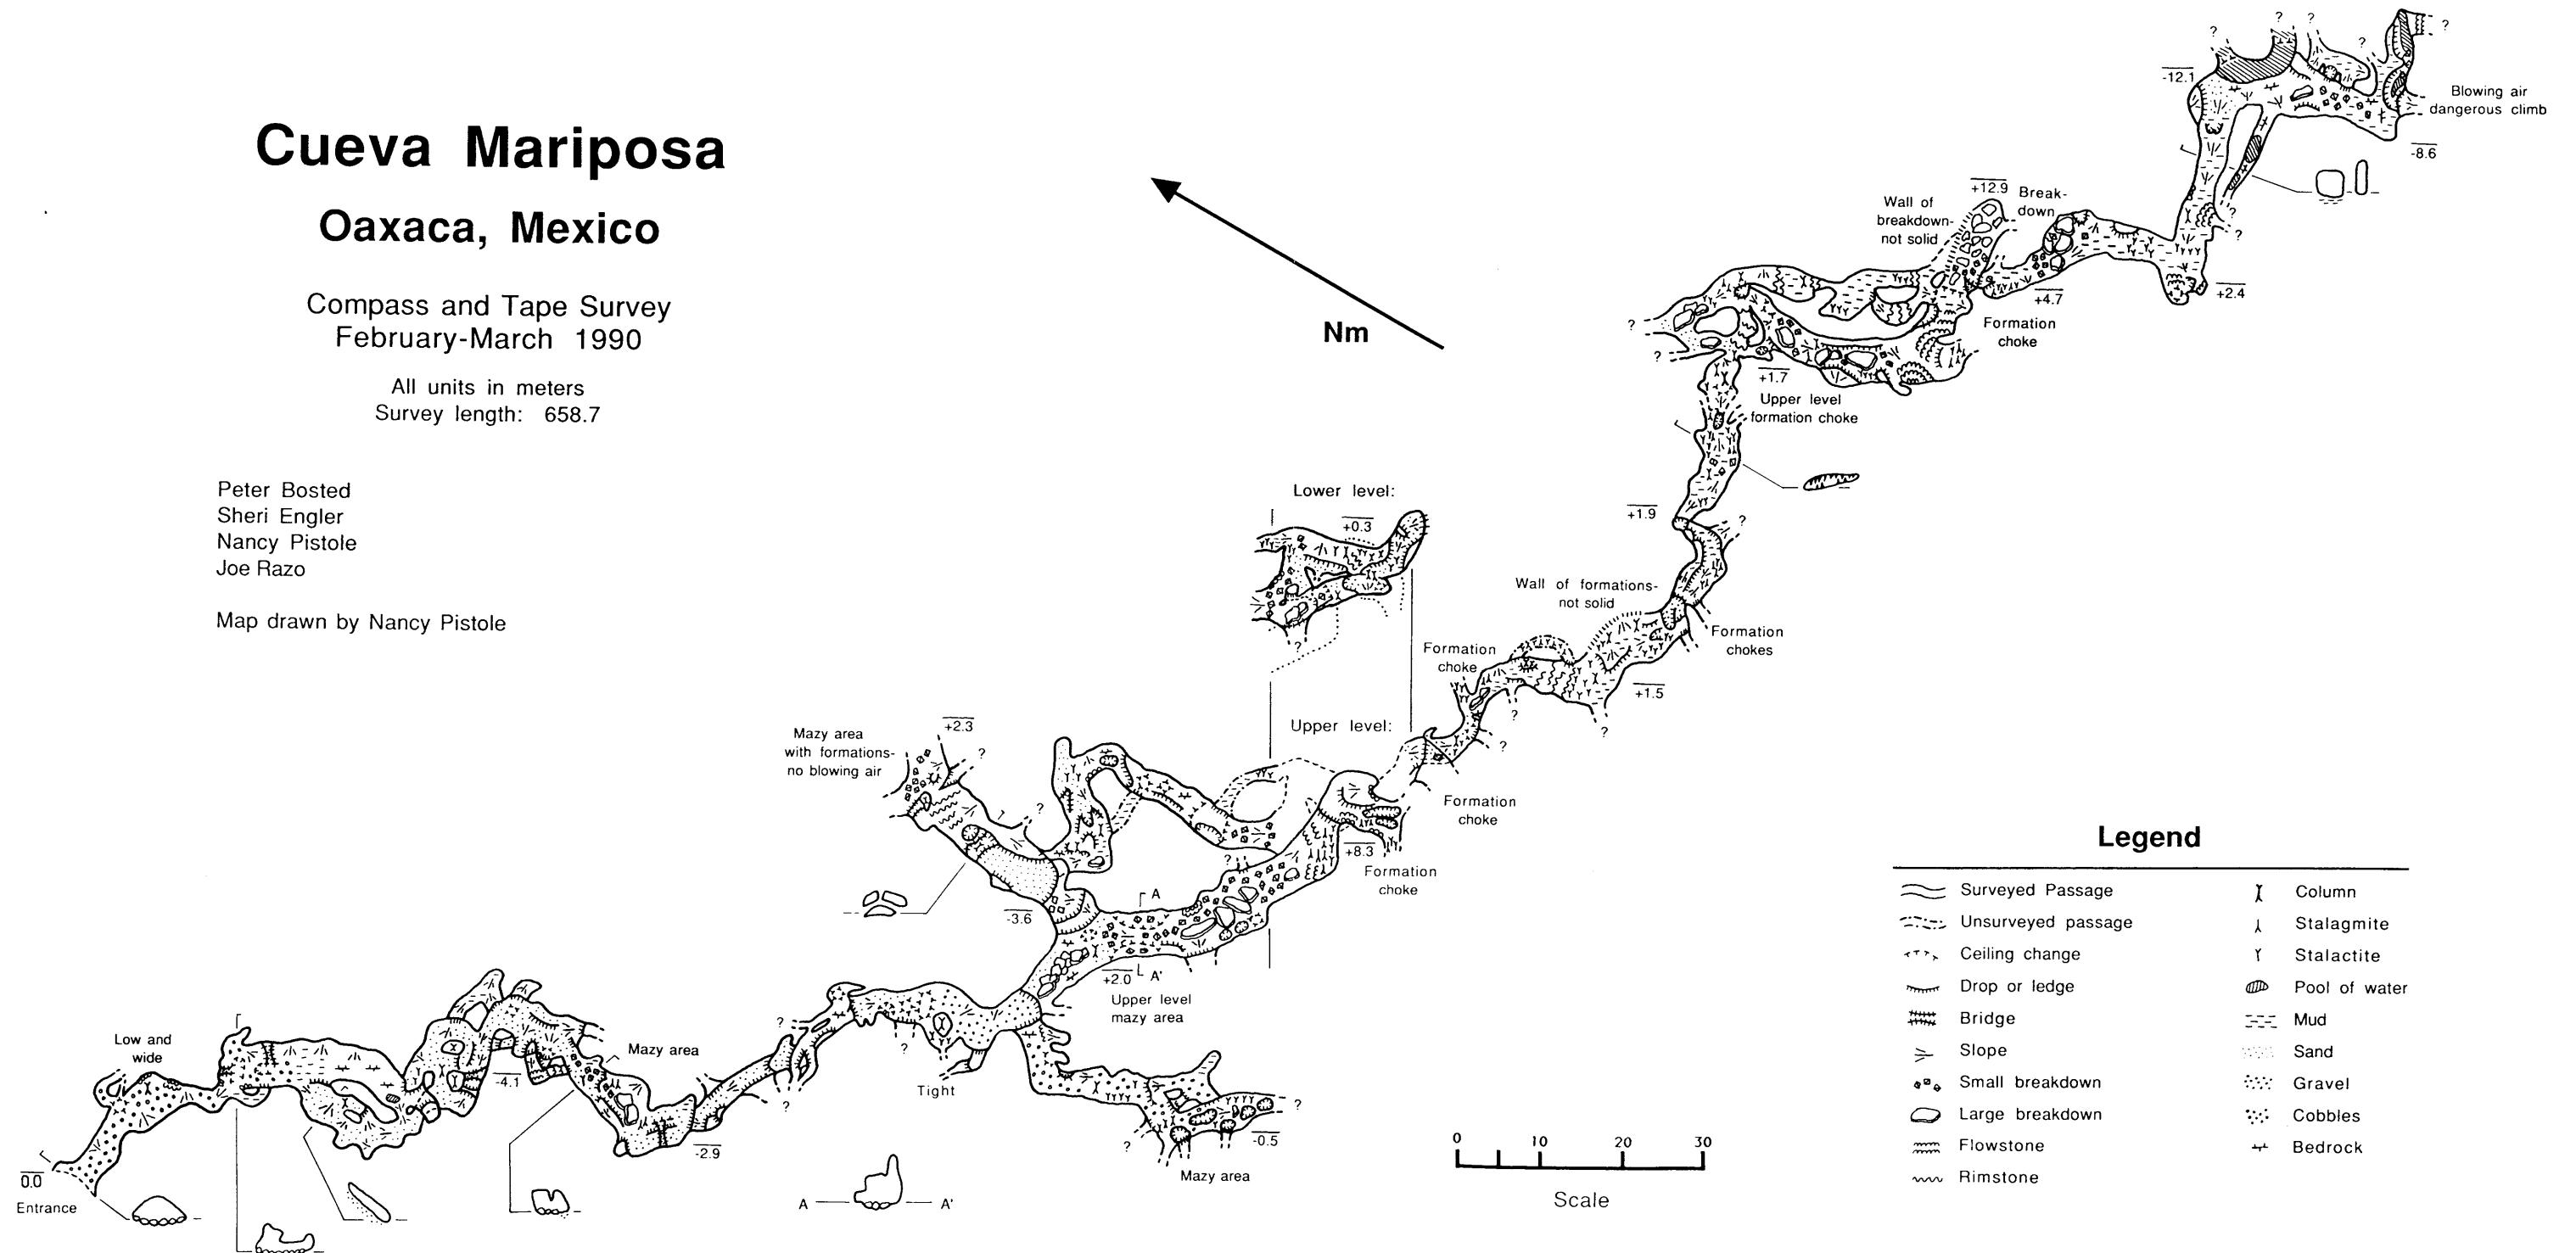 Cueva Mariposa
Oaxaca, Mexico
Compass and Tape Survey
February-March 1990
All units in meters
Survey length: 658.7
Peter Bosted
Sheri Engler
Nancy Pistole
Joe Razo
Map drawn by Nancy Pistole
Nm
? ? ? ? ?
-12.1
Blowing air
dangerous climb
-8.6
+12.9
Break-
down
Wall of
breakdown-
not solid
?
?
+2.4
+4.7
Formation
choke
?
?
+1.7
Upper level
formation choke
+1.9
?
Lower level:
+0.3
?
Wall of formations-
not solid
Formation
chokes
Formation
choke
+1.5
?
?
?
Upper level:
+2.3
Mazy area
with formations-
no blowing air
?
?
Formation
choke
+8.3
Formation
choke
?
-3.6
A
+2.0
A'
Upper level
mazy area
Low and
wide
-4.1
Mazy area
?
?
?
Tight
-2.9
?
?
-0.5
Mazy area
0.0
Entrance
A
A'
0 10 20 30
Scale
Legend
Surveyed Passage
Unsurveyed passage
Ceiling change
Drop or ledge
Bridge
Slope
Small breakdown
Large breakdown
Flowstone
Rimstone
Column
Stalagmite
Stalactite
Pool of water
Mud
Sand
Gravel
Cobbles
Bedrock